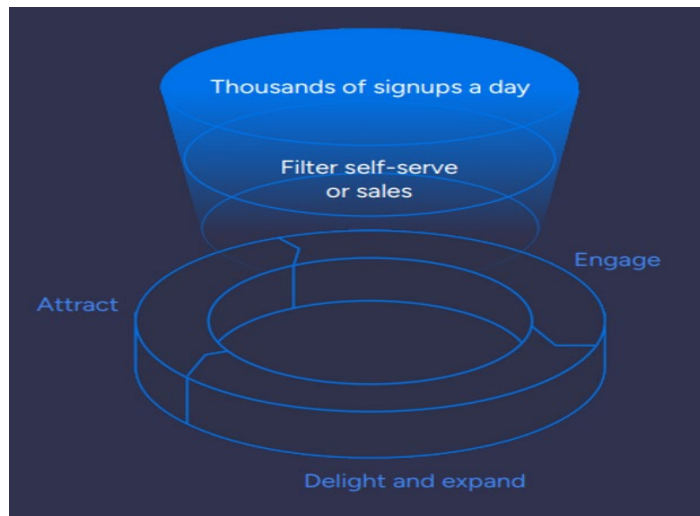 Thousands of signups a day
Filter self-serve
or sales
Engage
Attract
Delight and expand